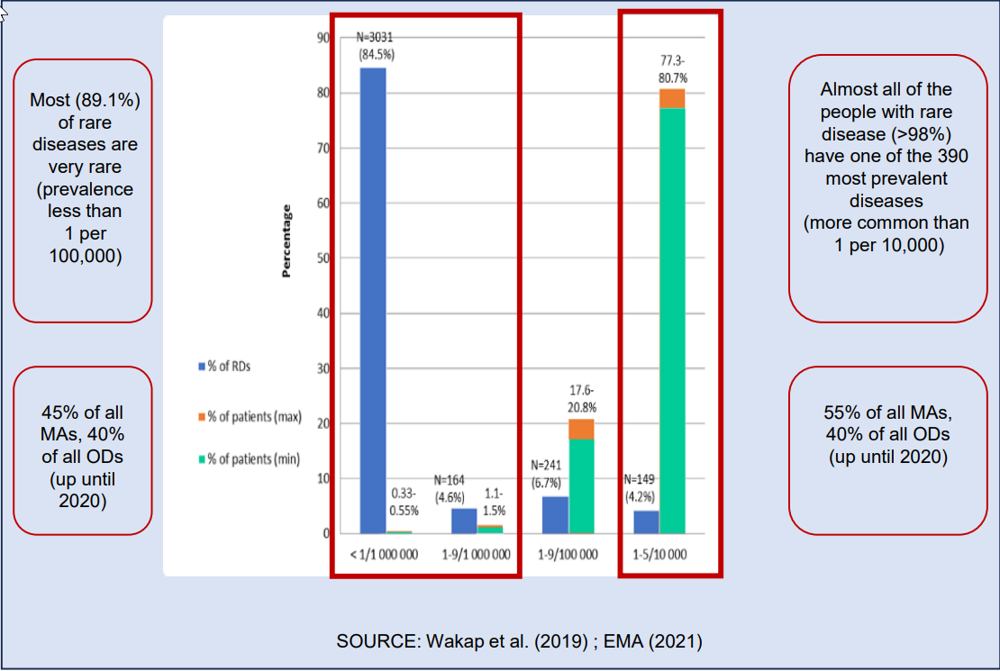 Most (89.1%)
of rare
diseases are
very rare
(prevalence
less than
1 per
100,000)
45% of all
MAs, 40%
of all ODs
(up until
2020)
Percentage
90
80
70
60
50
40
30
20
10
0
N=3031
(84.5%)
0.33-
0.55%
N=164
(4.6%)
1.1-
1.5%
N=241
(6.7%)
17.6-
20.8%
N=149
(4.2%)
77.3-
80.7%
< 1/1 000 000
1-9/1 000 000
1-9/100 000
1-5/10 000
% of RDs
% of patients (max)
% of patients (min)
Almost all of the
people with rare
disease (>98%)
have one of the 390
most prevalent
diseases
(more common than
1 per 10,000)
55% of all MAs,
40% of all ODs
(up until 2020)
SOURCE: Wakap et al. (2019) ; EMA (2021)